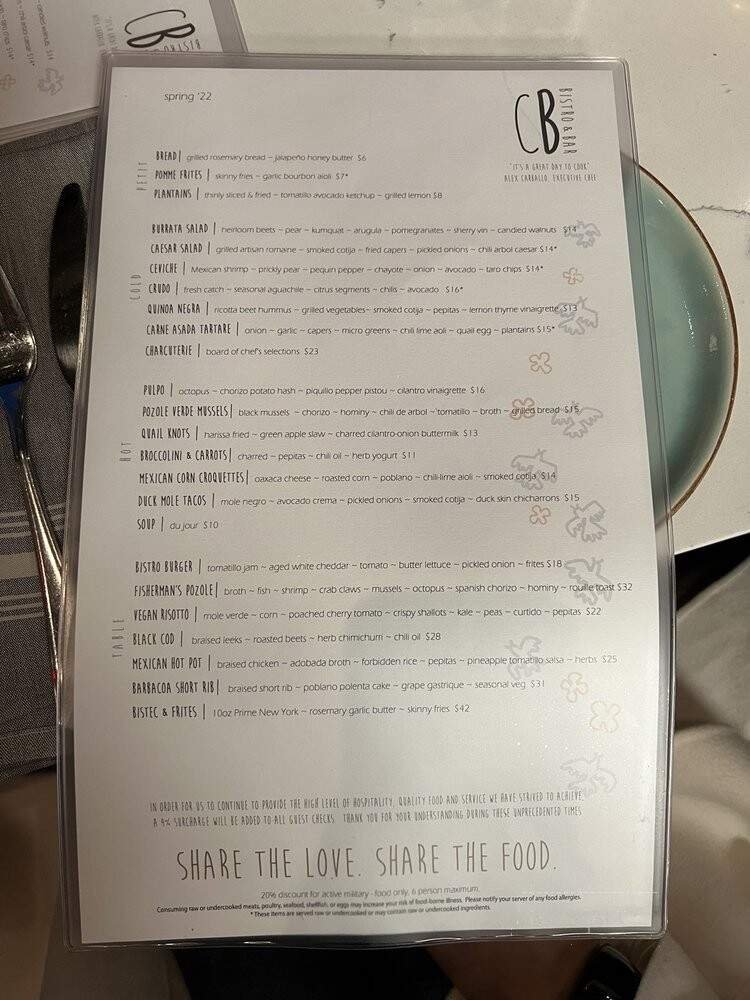 spring '22
CB
BISTRO & BAR
"IT'S A GREAT DAY TO COOK"
ALEX CARBALLO, EXECUTIVE CHEF
PETIT
BREAD | grilled rosemary bread ~ jalapeño honey butter $6
POMME FRITES | skinny fries ~ garlic bourbon aioli $7*
PLANTAINS | thinly sliced & fried ~ tomatillo avocado ketchup ~ grilled lemon $8
COLD
BURRATA SALAD | heirloom beets ~ pear ~ kumquat ~ arugula ~ pomegranates ~ sherry vin ~ candied walnuts $14
CAESAR SALAD | grilled artisan romaine ~ smoked cotija ~ fried capers ~ pickled onions ~ chili arbol caesar $14*
CEVICHE | Mexican shrimp ~ prickly pear ~ pequin pepper ~ chayote ~ onion ~ avocado ~ taro chips $14*
CRUDO | fresh catch ~ seasonal aguachile ~ citrus segments ~ chilis ~ avocado $16*
QUINOA NEGRA | ricotta beet hummus ~ grilled vegetables~ smoked cotija ~ pepitas ~ lemon thyme vinaigrette $13
CARNE ASADA TARTARE | onion ~ garlic ~ capers ~ micro greens ~ chili lime aoli ~ quail egg ~ plantains $15*
CHARCUTERIE | board of chef's selections $23
HOT
PULPO | octopus ~ chorizo potato hash ~ piquillo pepper pistou ~ cilantro vinaigrette $16
POZOLE VERDE MUSSELS | black mussels ~ chorizo ~ hominy ~ chili de arbol ~ tomatillo ~ broth ~ grilled bread $15
QUAIL KNOTS | harissa fried ~ green apple slaw ~ charred cilantro-onion buttermilk $13
BROCCOLINI & CARROTS | charred ~ pepitas ~ chili oil ~ herb yogurt $11
MEXICAN CORN CROQUETTES | oaxaca cheese ~ roasted corn ~ poblano ~ chili-lime aioli ~ smoked cotija $14
DUCK MOLE TACOS | mole negro ~ avocado crema ~ pickled onions ~ smoked cotija ~ duck skin chicharrons $15
SOUP | du jour $10
TABLE
BISTRO BURGER | tomatillo jam ~ aged white cheddar ~ tomato ~ butter lettuce ~ pickled onion ~ frites $18
FISHERMAN'S POZOLE | broth ~ fish ~ shrimp ~ crab claws ~ mussels ~ octopus ~ spanish chorizo ~ hominy ~ rouille toast $32
VEGAN RISOTTO | mole verde ~ corn ~ poached cherry tomato ~ crispy shallots ~ kale ~ peas ~ curtido ~ pepitas $22
BLACK COD | braised leeks ~ roasted beets ~ herb chimichurri ~ chili oil $28
MEXICAN HOT POT | braised chicken ~ adobada broth ~ forbidden rice ~ pepitas ~ pineapple tomatillo salsa ~ herbs $25
BARBACOA SHORT RIB | braised short rib ~ poblano polenta cake ~ grape gastrique ~ seasonal veg $31
BISTEC & FRITES | 10oz Prime New York ~ rosemary garlic butter ~ skinny fries $42
IN ORDER FOR US TO CONTINUE TO PROVIDE THE HIGH LEVEL OF HOSPITALITY, QUALITY FOOD AND SERVICE WE HAVE STRIVED TO ACHIEVE,
A 4% SURCHARGE WILL BE ADDED TO ALL GUEST CHECKS. THANK YOU FOR YOUR UNDERSTANDING DURING THESE UNPRECEDENTED TIMES
SHARE THE LOVE. SHARE THE FOOD.
20% discount for active military - food only, 6 person maximum.
Consuming raw or undercooked meats, poultry, seafood, shellfish, or eggs may increase your risk of food-borne illness. Please notify your server of any food allergies.
* These items are served raw or undercooked or may contain raw or undercooked ingredients.